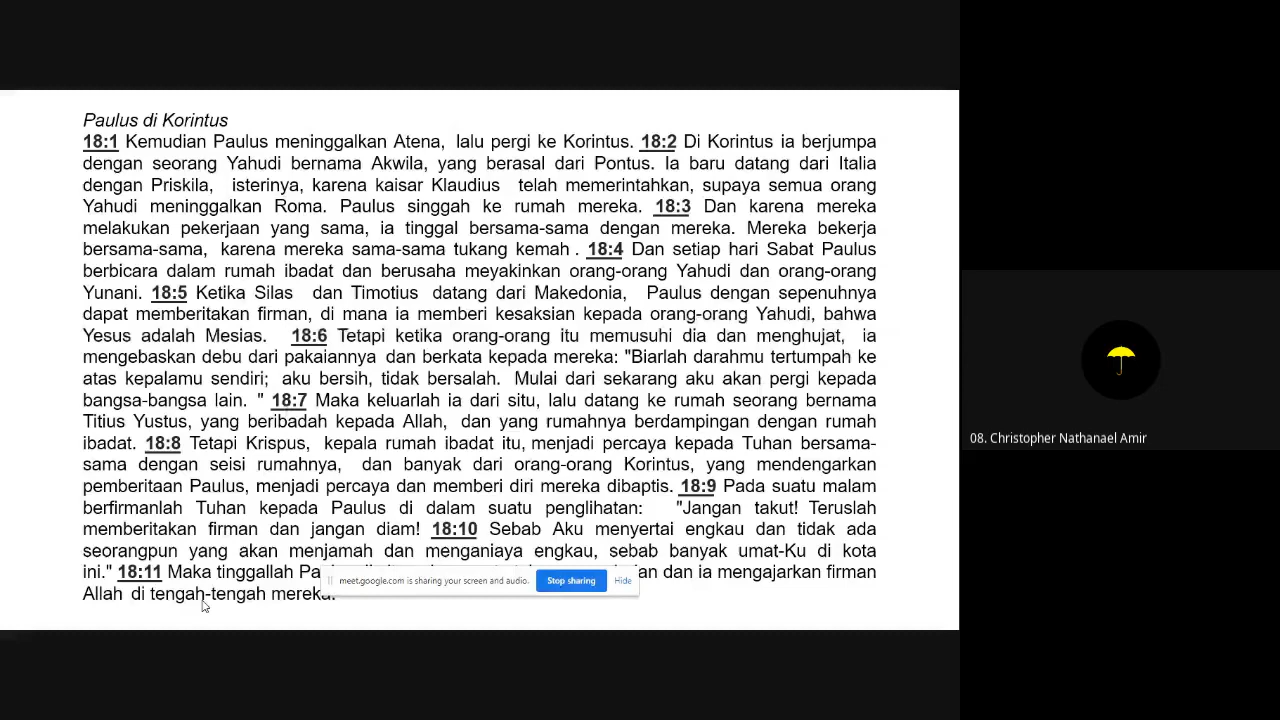 Paulus di Korintus
18:1 Kemudian Paulus meninggalkan Atena, lalu pergi ke Korintus. 18:2 Di Korintus ia berjumpa
dengan seorang Yahudi bernama Akwila, yang berasal dari Pontus. Ia baru datang dari Italia
dengan Priskila, isterinya, karena kaisar Klaudius telah memerintahkan, supaya semua orang
Yahudi meninggalkan Roma. Paulus singgah ke rumah mereka. 18:3 Dan karena mereka
melakukan pekerjaan yang sama, ia tinggal bersama-sama dengan mereka. Mereka bekerja
bersama-sama, karena mereka sama-sama tukang kemah . 18:4 Dan setiap hari Sabat Paulus
berbicara dalam rumah ibadat dan berusaha meyakinkan orang-orang Yahudi dan orang-orang
Yunani. 18:5 Ketika Silas dan Timotius datang dari Makedonia, Paulus dengan sepenuhnya
dapat memberitakan firman, di mana ia memberi kesaksian kepada orang-orang Yahudi, bahwa
Yesus adalah Mesias. 18:6 Tetapi ketika orang-orang itu memusuhi dia dan menghujat, ia
mengebaskan debu dari pakaiannya dan berkata kepada mereka: "Biarlah darahmu tertumpah ke
atas kepalamu sendiri; aku bersih, tidak bersalah. Mulai dari sekarang aku akan pergi kepada
bangsa-bangsa lain. " 18:7 Maka keluarlah ia dari situ, lalu datang ke rumah seorang bernama
Titius Yustus, yang beribadah kepada Allah, dan yang rumahnya berdampingan dengan rumah
ibadat. 18:8 Tetapi Krispus, kepala rumah ibadat itu, menjadi percaya kepada Tuhan bersama-
sama dengan seisi rumahnya, dan banyak dari orang-orang Korintus, yang mendengarkan
pemberitaan Paulus, menjadi percaya dan memberi diri mereka dibaptis. 18:9 Pada suatu malam
berfirmanlah Tuhan kepada Paulus di dalam suatu penglihatan: "Jangan takut! Teruslah
memberitakan firman dan jangan diam! 18:10 Sebab Aku menyertai engkau dan tidak ada
seorangpun yang akan menjamah dan menganiaya engkau, sebab banyak umat-Ku di kota
ini." 18:11 Maka tinggallah dan ia mengajarkan firman
Allah di tengah-tengah mereka.
meet.google.com is sharing your screen and audio.
Stop sharing
Hide
08. Christopher Nathanael Amir